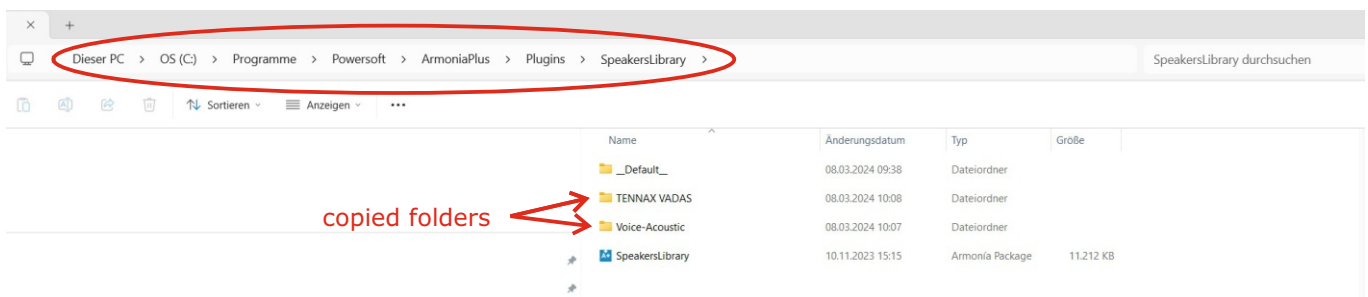 Dieser PC > OS (C:) > Programme > Powersoft > ArmoniaPlus > Plugins > SpeakersLibrary >
SpeakersLibrary durchsuchen
Sortieren
Anzeigen
Name Änderungsdatum Typ Größe
__Default__ 08.03.2024 09:38 Dateiordner
TENNAX VADAS 08.03.2024 10:08 Dateiordner
copied folders
Voice-Acoustic 08.03.2024 10:07 Dateiordner
SpeakersLibrary 10.11.2023 15:15 Armonía Package 11.212 KB